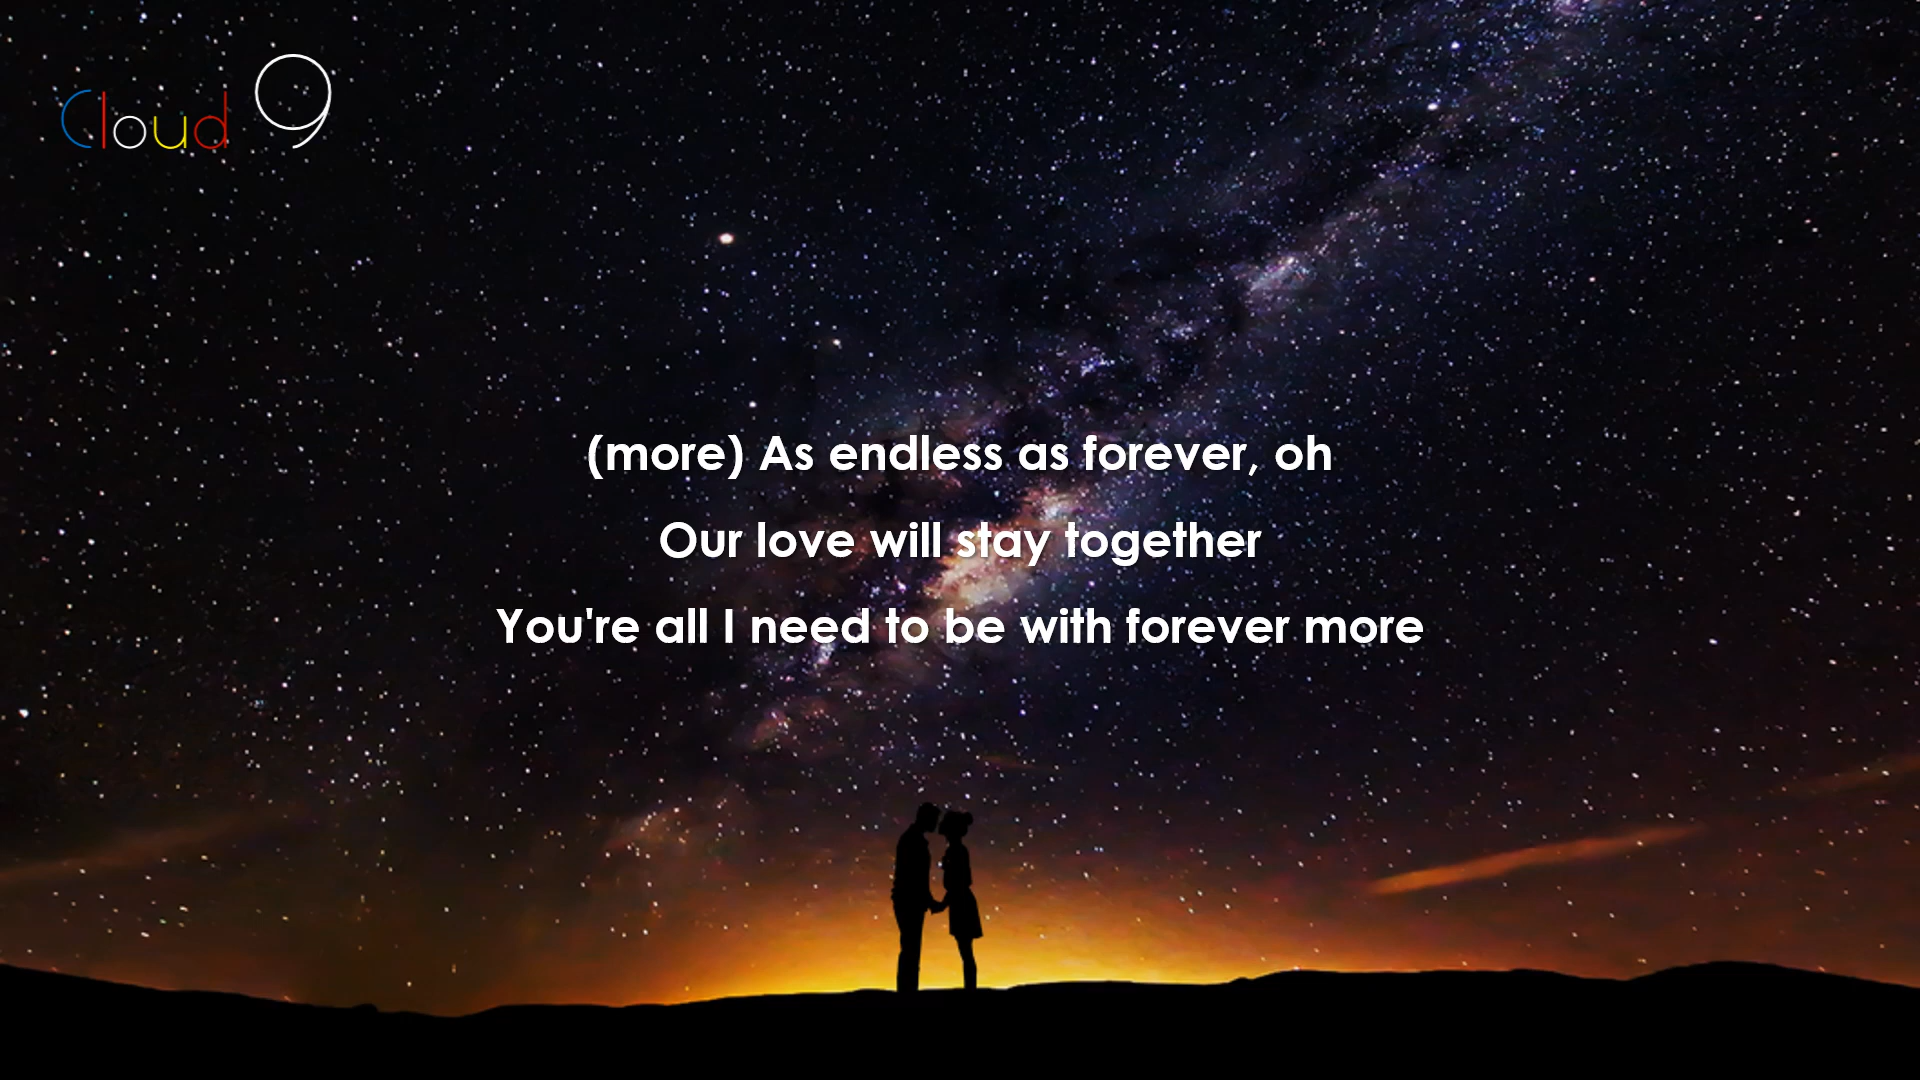 Cloud 9
(more) As endless as forever, oh
Our love will stay together
You're all I need to be with forever more